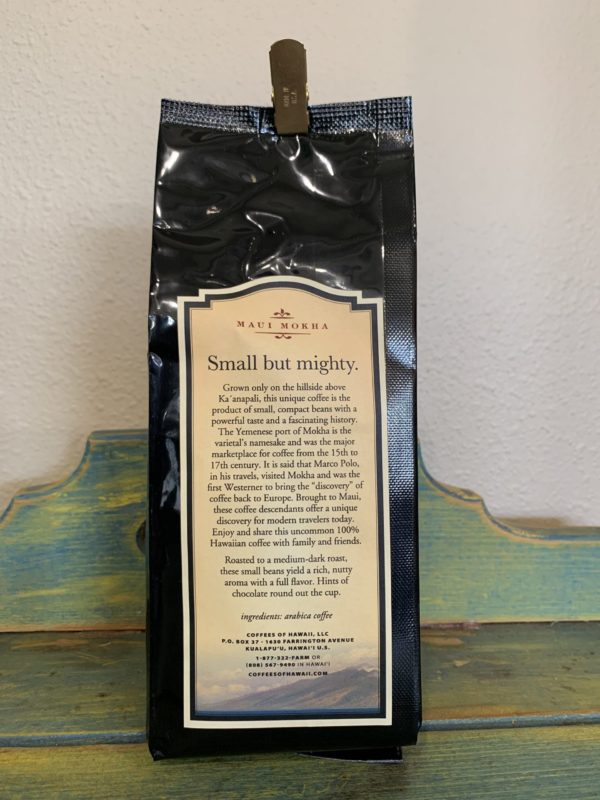 MAUI MOKHA
Small but mighty.
Grown only on the hillside above
Kaʻanapali, this unique coffee is the
product of small, compact beans with a
powerful taste and a fascinating history.
The Yemenese port of Mokha is the
varietal's namesake and was the major
marketplace for coffee from the 15th to
17th century. It is said that Marco Polo,
in his travels, visited Mokha and was the
first Westerner to bring the "discovery" of
coffee back to Europe. Brought to Maui,
these coffee descendants offer a unique
discovery for modern travelers today.
Enjoy and share this uncommon 100%
Hawaiian coffee with family and friends.
Roasted to a medium-dark roast,
these small beans yield a rich, nutty
aroma with a full flavor. Hints of
chocolate round out the cup.
ingredients: arabica coffee
COFFEES OF HAWAII, LLC
P.O. BOX 37 - 1630 FARRINGTON AVENUE
KUALAPU'U, HAWAI'I U.S.
1-877-322-FARM OR
(808) 567-9490 IN HAWAI'I
COFFEESOFHAWAII.COM